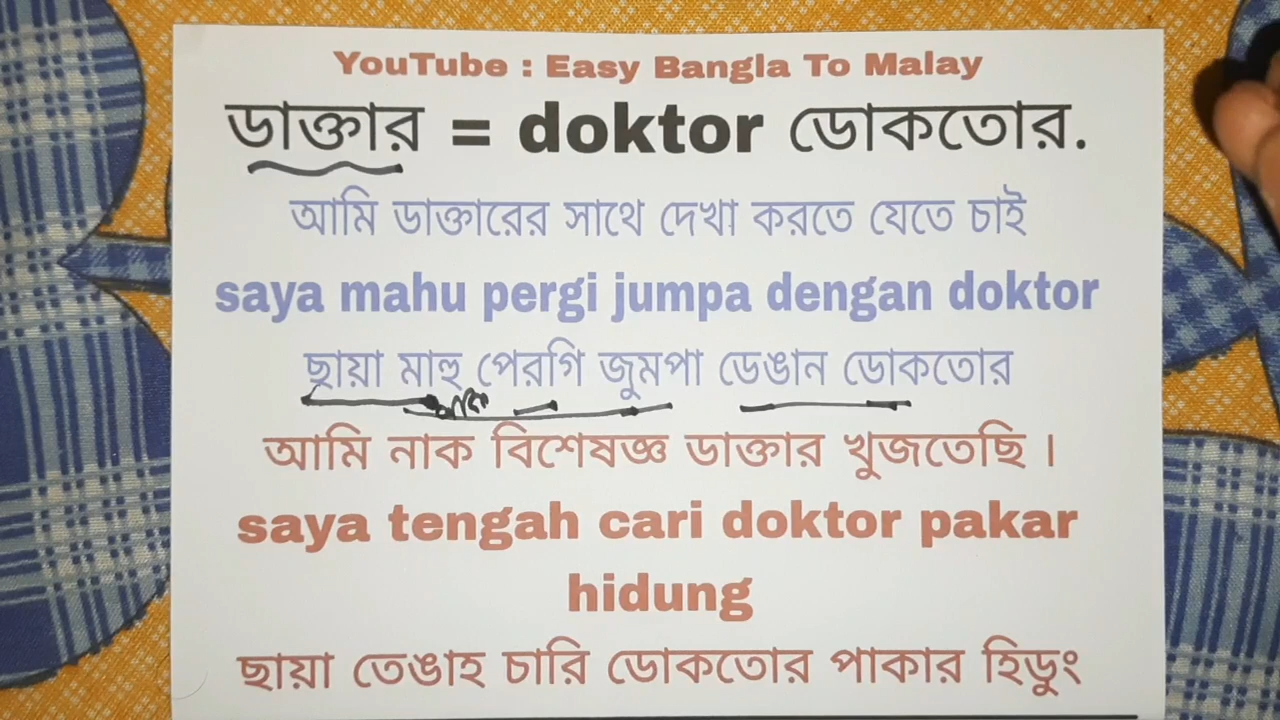 YouTube : Easy Bangla To Malay
ডাক্তার = doktor ডোকতোর.
আমি ডাক্তারের সাথে দেখা করতে যেতে চাই
saya mahu pergi jumpa dengan doktor
ছায়া মাহু পেরগি জুমপা ডেঙান ডোকতোর
আমি নাক বিশেষজ্ঞ ডাক্তার খুজতেছি ।
saya tengah cari doktor pakar
hidung
ছায়া তেঙাহ চারি ডোকতোর পাকার হিডুং